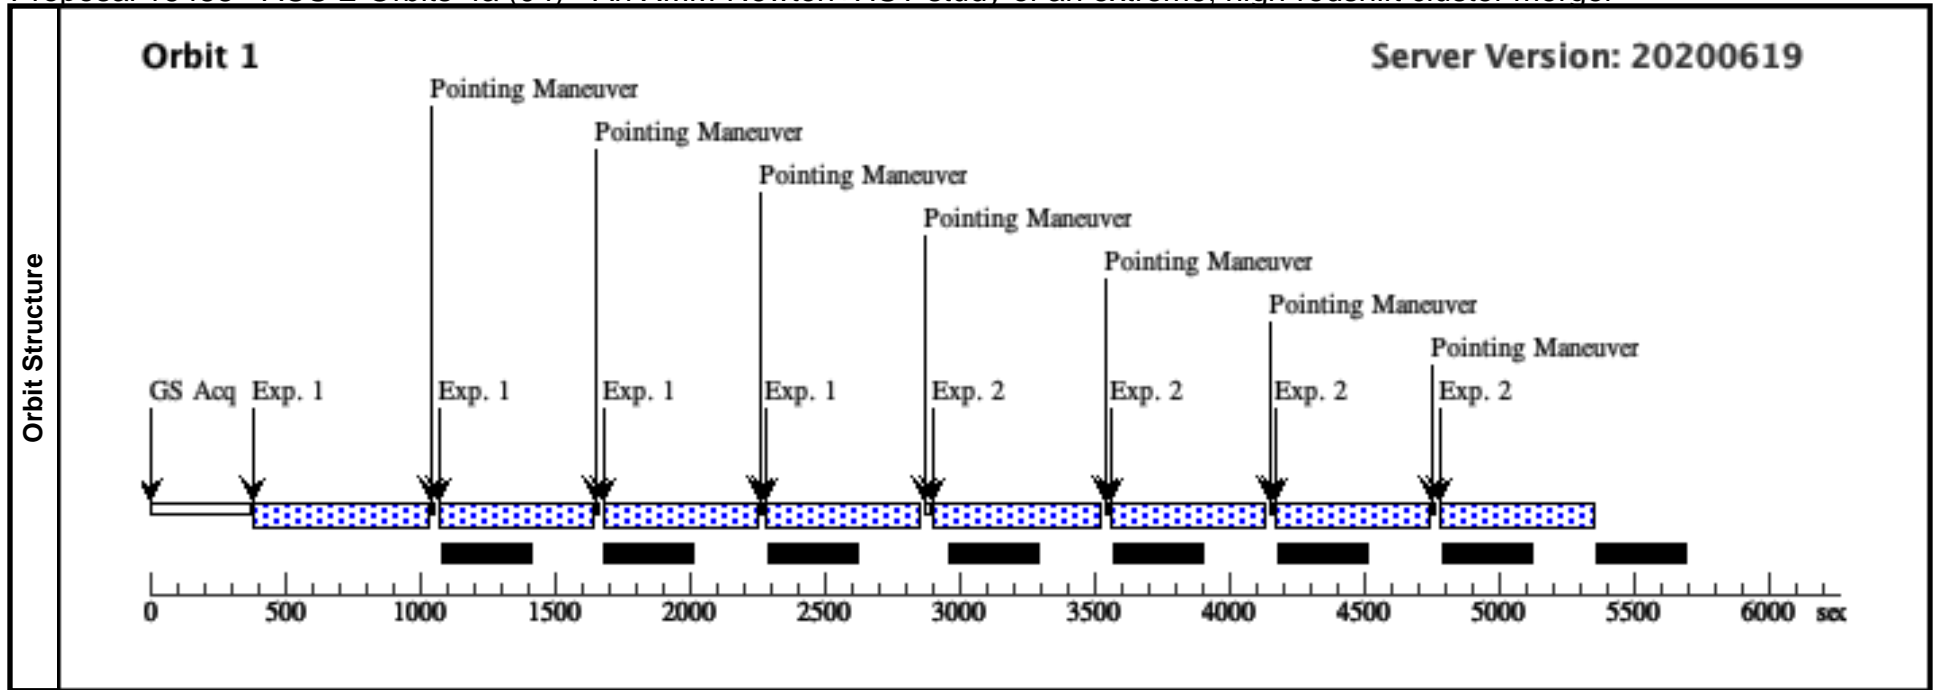 Orbit 1
Server Version: 20200619
Pointing Maneuver
Pointing Maneuver
Pointing Maneuver
Pointing Maneuver
Pointing Maneuver
Pointing Maneuver
Pointing Maneuver
GS Acq Exp. 1 Exp. 1 Exp. 1 Exp. 1 Exp. 2 Exp. 2 Exp. 2 Exp. 2
Orbit Structure
0 500 1000 1500 2000 2500 3000 3500 4000 4500 5000 5500 6000 sec